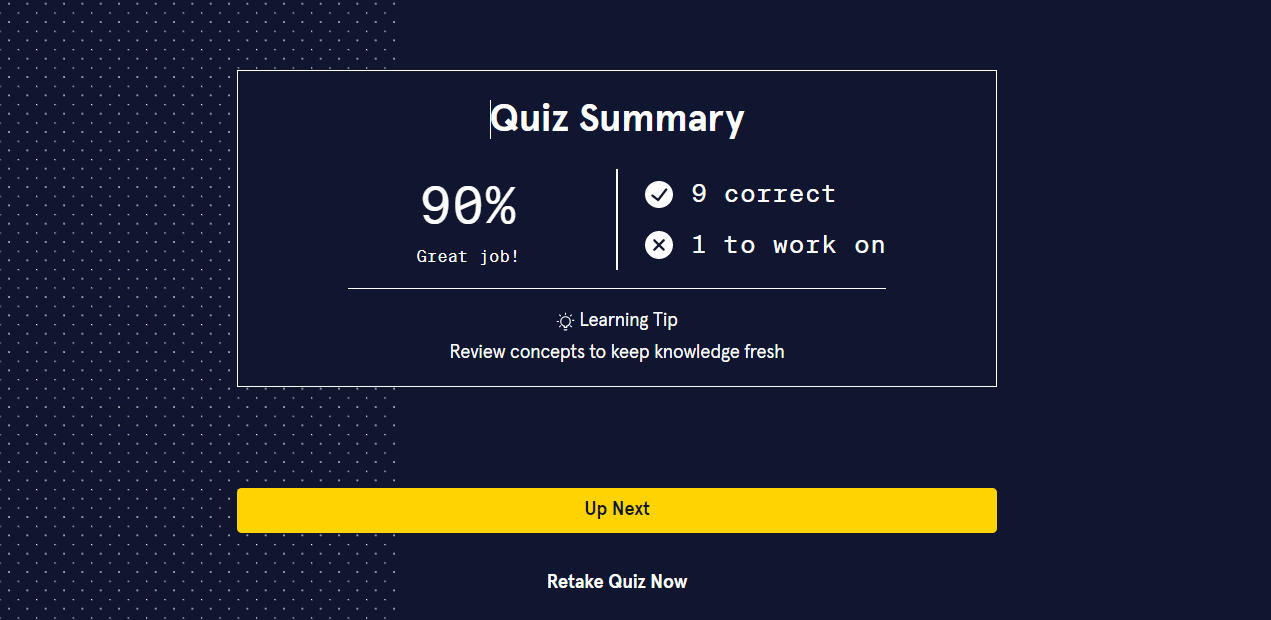 Quiz Summary
90%
Great job!
9 correct
1 to work on
Learning Tip
Review concepts to keep knowledge fresh
Up Next
Retake Quiz Now